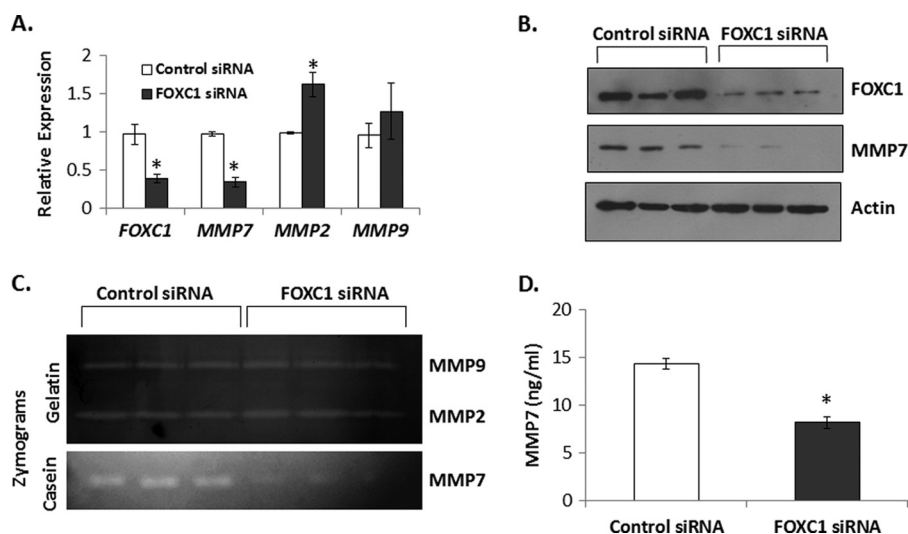 A.
Relative Expression
2
1.5
1
0.5
0
Control siRNA
FOXC1 siRNA
*
*
*
FOXC1
MMP7
MMP2
MMP9
B.
Control siRNA
FOXC1 siRNA
FOXC1
MMP7
Actin
C.
Control siRNA
FOXC1 siRNA
Zymograms
Gelatin
Casein
MMP9
MMP2
MMP7
D.
MMP7 (ng/ml)
20
15
10
5
0
*
Control siRNA
FOXC1 siRNA